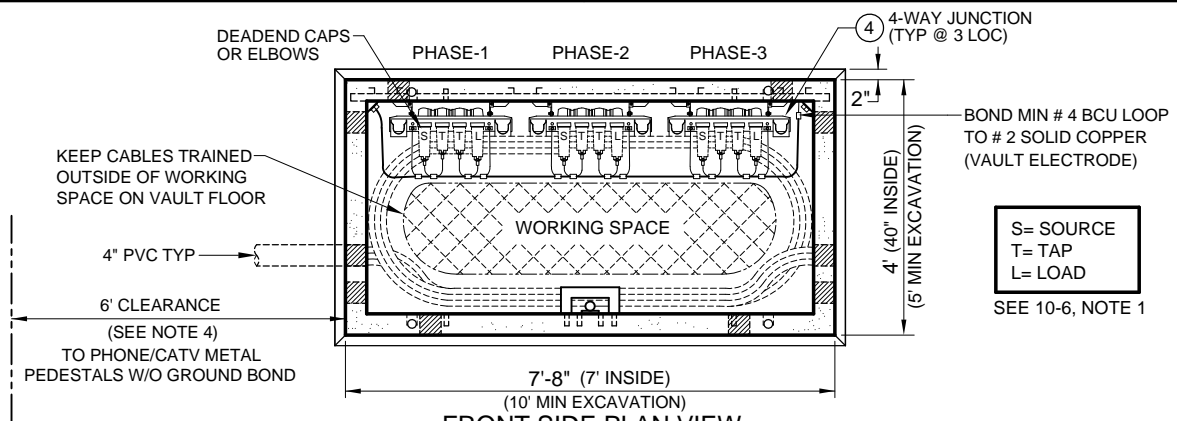 DEADEND CAPS
OR ELBOWS
PHASE-1
PHASE-2
PHASE-3
4
4-WAY JUNCTION
(TYP @ 3 LOC)
2"
BOND MIN # 4 BCU LOOP
TO # 2 SOLID COPPER
(VAULT ELECTRODE)
S T T L
S T T L
S T T L
KEEP CABLES TRAINED
OUTSIDE OF WORKING
SPACE ON VAULT FLOOR
WORKING SPACE
4' (40" INSIDE)
(5' MIN EXCAVATION)
S= SOURCE
T= TAP
L= LOAD
SEE 10-6, NOTE 1
4" PVC TYP
6' CLEARANCE
(SEE NOTE 4)
TO PHONE/CATV METAL
PEDESTALS W/O GROUND BOND
7'-8" (7' INSIDE)
(10' MIN EXCAVATION)
FRONT SIDE PLAN VIEW